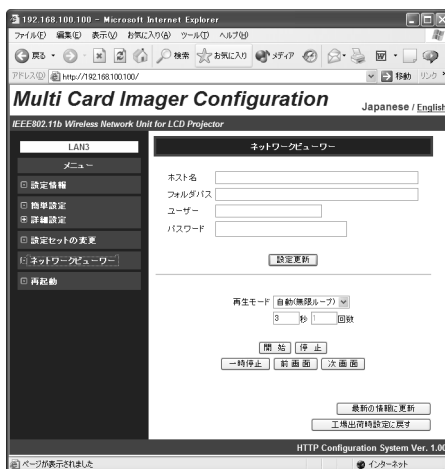 192.168.100.100 - Microsoft Internet Explorer
ファイル(F) 編集(E) 表示(V) お気に入り(A) ツール(T) ヘルプ(H)
戻る 検索 お気に入り メディア
アドレス(D) http://192.168.100.100/ 移動 リンク
Multi Card Imager Configuration
Japanese / English
IEEE802.11b Wireless Network Unit for LCD Projector
LAN3
メニュー
設定情報
簡単設定
詳細設定
設定セットの変更
ネットワークビューワー
再起動
ネットワークビューワー
ホスト名
フォルダパス
ユーザー
パスワード
設定更新
再生モード 自動(無限ループ)
3 秒 1 回数
開 始 停 止
一時停止 前 画 面 次 画 面
最新の情報に更新
工場出荷時設定に戻す
HTTP Configuration System Ver. 1.00
ページが表示されました インターネット